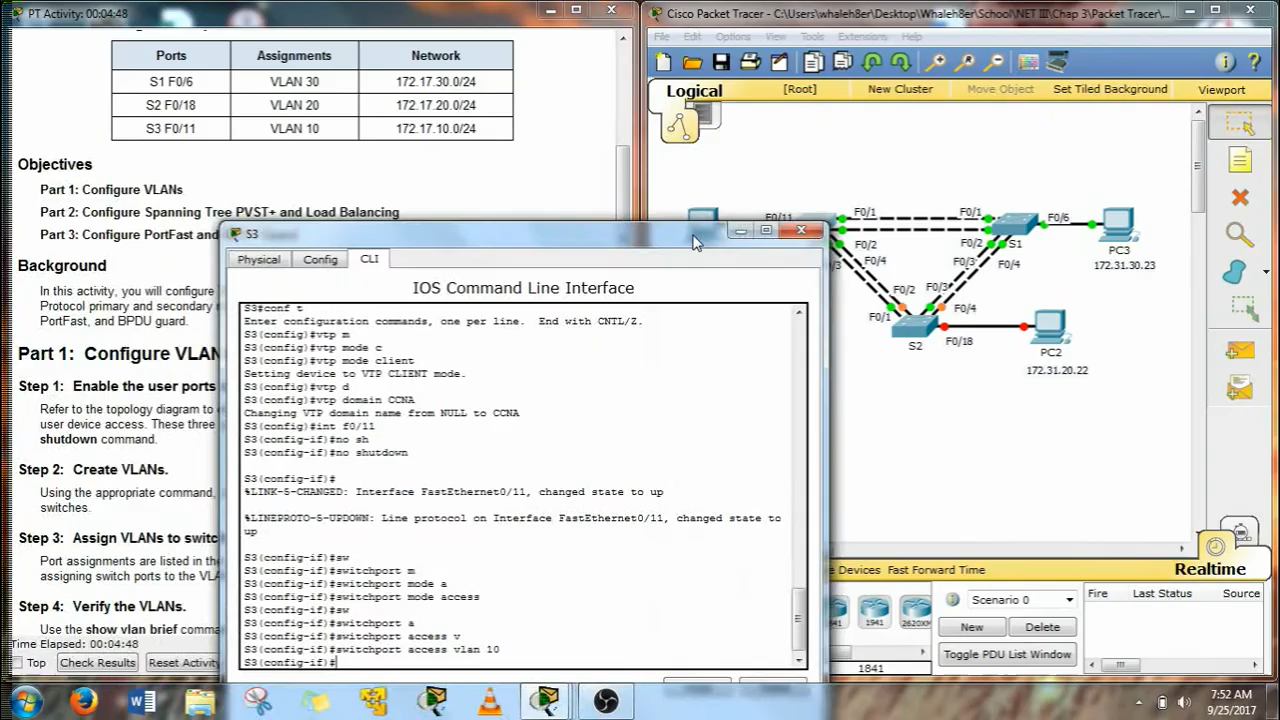 PT Activity: 00:04:48
Ports Assignments Network
S1 F0/6 VLAN 30 172.17.30.0/24
S2 F0/18 VLAN 20 172.17.20.0/24
S3 F0/11 VLAN 10 172.17.10.0/24
Objectives
Part 1: Configure VLANs
Part 2: Configure Spanning Tree PVST+ and Load Balancing
Part 3: Configure PortFast and
Background
In this activity, you will configure
Protocol primary and secondary
PortFast, and BPDU guard.
Part 1: Configure VLAN
Step 1: Enable the user ports
Refer to the topology diagram to
user device access. These three
shutdown command.
Step 2: Create VLANs.
Using the appropriate command,
switches.
Step 3: Assign VLANs to switc
Port assignments are listed in the
assigning switch ports to the VLA
Step 4: Verify the VLANs.
Use the show vlan brief comma
Time Elapsed: 00:04:48
Top Check Results Reset Activity
S3
Physical Config CLI
IOS Command Line Interface
S3#conf t
Enter configuration commands, one per line. End with CNTL/Z.
S3(config)#vtp m
S3(config)#vtp mode c
S3(config)#vtp mode client
Setting device to VTP CLIENT mode.
S3(config)#vtp d
S3(config)#vtp domain CCNA
Changing VTP domain name from NULL to CCNA
S3(config)#int f0/11
S3(config-if)#no sh
S3(config-if)#no shutdown
S3(config-if)#
%LINK-5-CHANGED: Interface FastEthernet0/11, changed state to up
%LINEPROTO-5-UPDOWN: Line protocol on Interface FastEthernet0/11, changed state to
up
S3(config-if)#sw
S3(config-if)#switchport m
S3(config-if)#switchport mode a
S3(config-if)#switchport mode access
S3(config-if)#sw
S3(config-if)#switchport a
S3(config-if)#switchport access v
S3(config-if)#switchport access vlan 10
S3(config-if)#
Cisco Packet Tracer - C:\Users\whaleh8er\Desktop\Whaleh8er\School\NET III\Chap 3\Packet Tracer\...
File Edit Options View Tools Extensions Help
Logical [Root] New Cluster Move Object Set Tiled Background Viewport
F0/11 F0/1 F0/1 F0/6
F0/2 F0/2 S1 PC3
F0/3 F0/4 F0/3 F0/4 172.31.30.23
F0/2 F0/3
F0/1 F0/4
S2 F0/18 PC2
172.31.20.22
e Devices Fast Forward Time Realtime
Scenario 0 Fire Last Status Source
New Delete
Toggle PDU List Window
841 1941 2620XM
1841
7:52 AM
9/25/2017